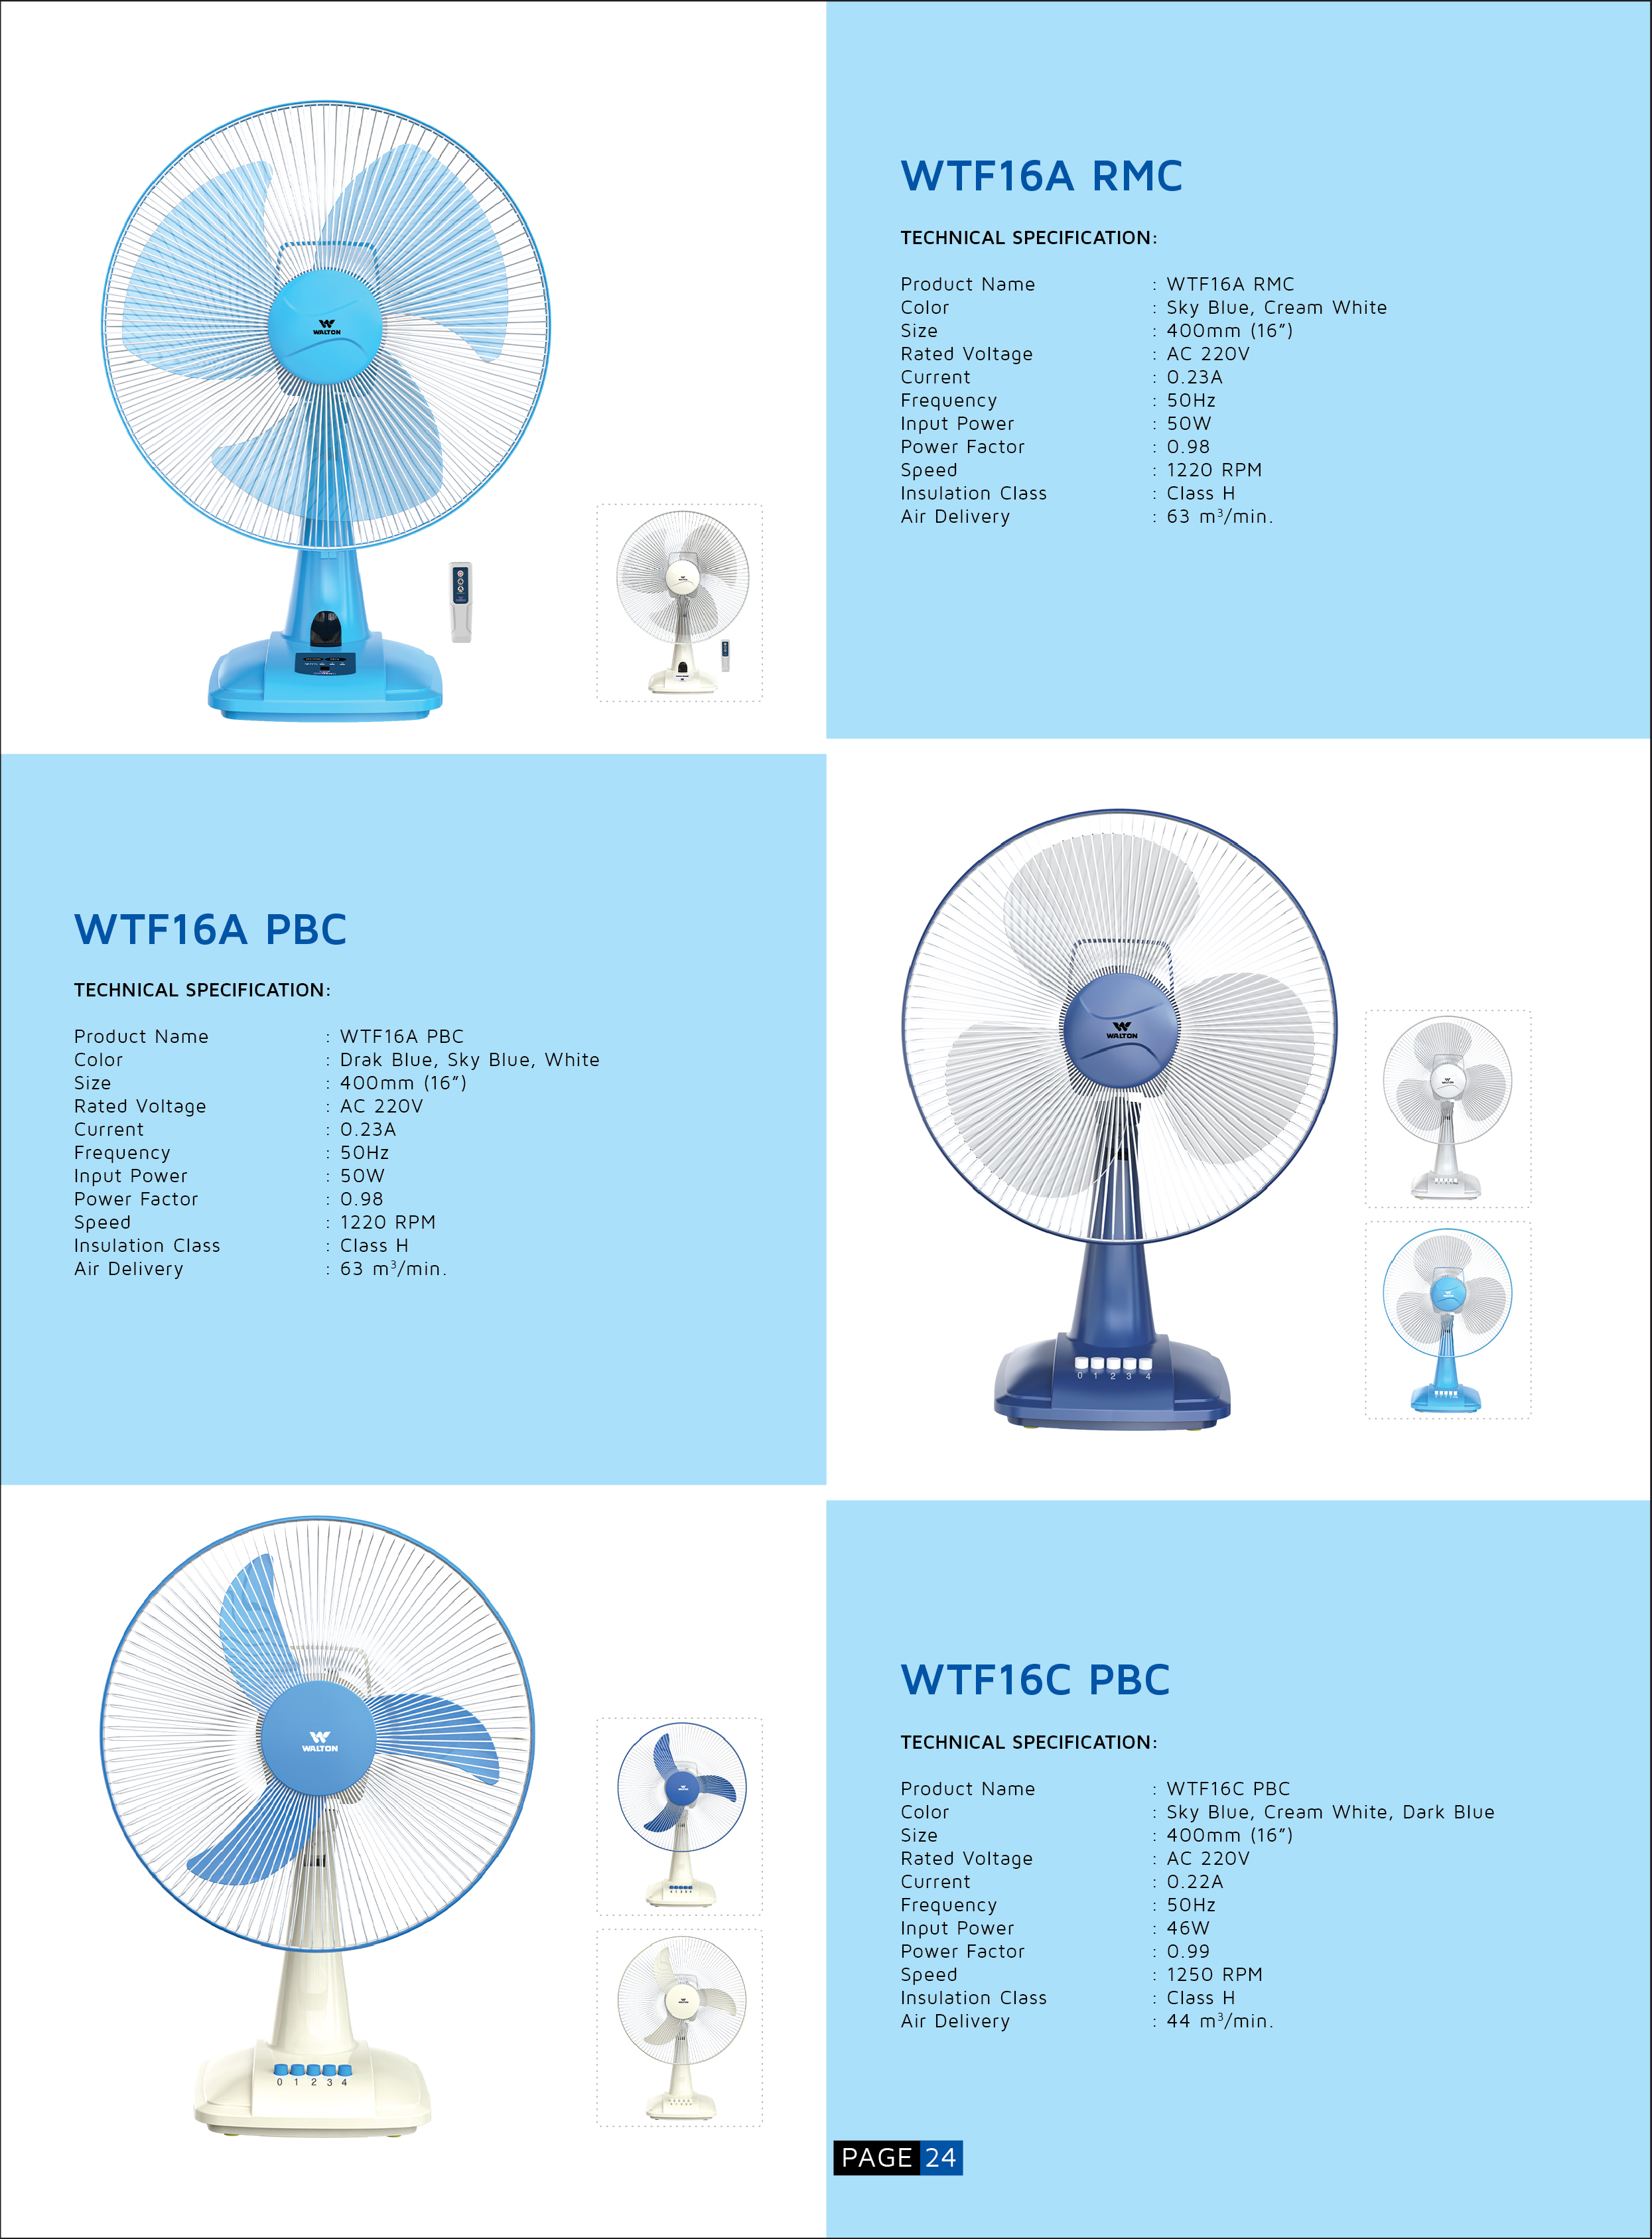 WALTON
WTF16A RMC
TECHNICAL SPECIFICATION:
Product Name : WTF16A RMC
Color : Sky Blue, Cream White
Size : 400mm (16”)
Rated Voltage : AC 220V
Current : 0.23A
Frequency : 50Hz
Input Power : 50W
Power Factor : 0.98
Speed : 1220 RPM
Insulation Class : Class H
Air Delivery : 63 m³/min.
WTF16A PBC
TECHNICAL SPECIFICATION:
Product Name : WTF16A PBC
Color : Drak Blue, Sky Blue, White
Size : 400mm (16”)
Rated Voltage : AC 220V
Current : 0.23A
Frequency : 50Hz
Input Power : 50W
Power Factor : 0.98
Speed : 1220 RPM
Insulation Class : Class H
Air Delivery : 63 m³/min.
WALTON
0 1 2 3 4
WALTON
0 1 2 3 4
WALTON
WTF16C PBC
TECHNICAL SPECIFICATION:
Product Name : WTF16C PBC
Color : Sky Blue, Cream White, Dark Blue
Size : 400mm (16”)
Rated Voltage : AC 220V
Current : 0.22A
Frequency : 50Hz
Input Power : 46W
Power Factor : 0.99
Speed : 1250 RPM
Insulation Class : Class H
Air Delivery : 44 m³/min.
PAGE 24